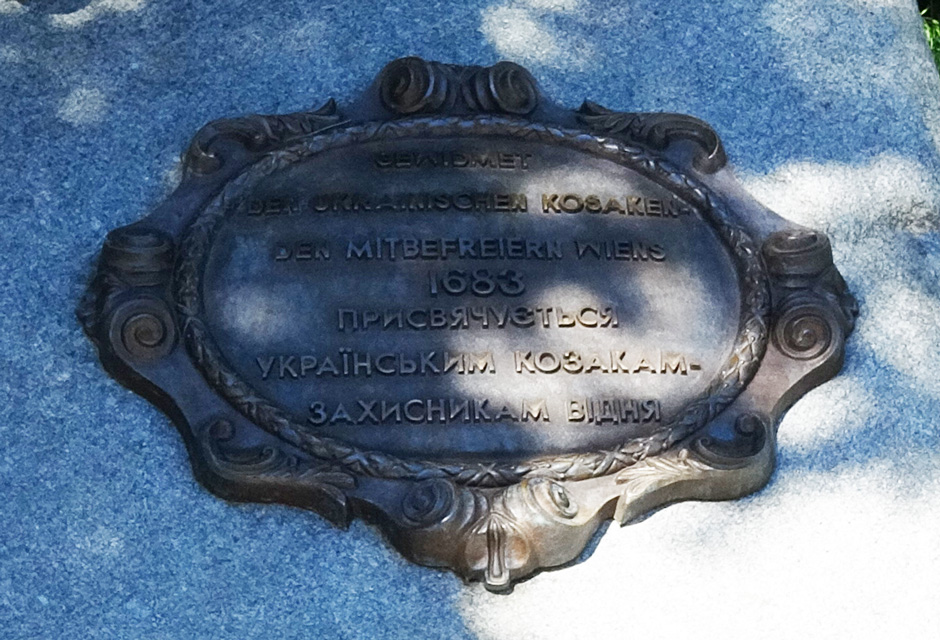 GEWIDMET
DEN UKRAINISCHEN KOSAKEN-
DEN MITBEFREIERN WIENS
1683
ПРИСВЯЧУЄТЬСЯ
УКРАЇНСЬКИМ КОЗАКАМ-
ЗАХИСНИКАМ ВІДНЯ